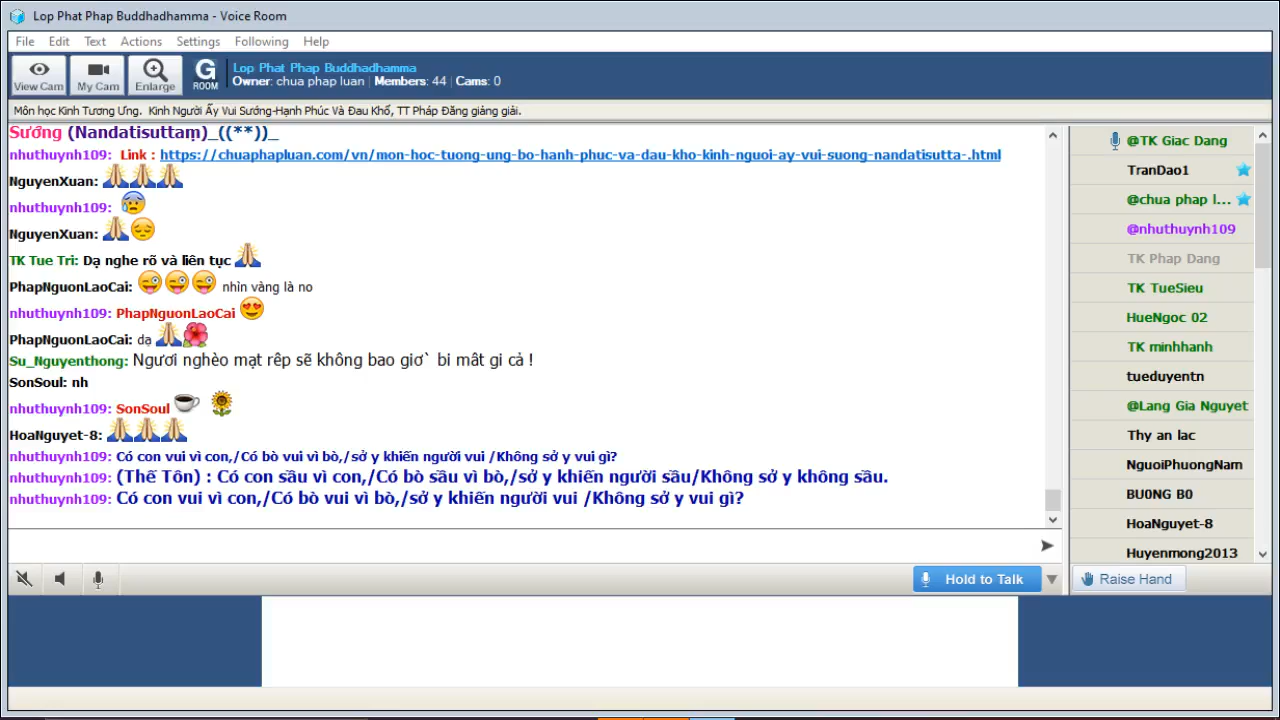 Lop Phat Phap Buddhadhamma - Voice Room
File Edit Text Actions Settings Following Help
View Cam My Cam Enlarge G ROOM
Lop Phat Phap Buddhadhamma
Owner: chua phap luan | Members: 44 | Cams: 0
Môn học Kinh Tương Ưng. Kinh Người Ấy Vui Sướng-Hạnh Phúc Và Đau Khổ, TT Pháp Đăng giảng giải.
Sướng (Nandatisuttaṃ)_((**))_
nhuthuynh109: Link : https://chuaphapluan.com/vn/mon-hoc-tuong-ung-bo-hanh-phuc-va-dau-kho-kinh-nguoi-ay-vui-suong-nandatisutta-.html
NguyenXuan:
nhuthuynh109:
NguyenXuan:
TK Tue Tri: Dạ nghe rõ và liên tục
PhapNguonLaoCai: nhìn vàng là no
nhuthuynh109: PhapNguonLaoCai
PhapNguonLaoCai: dạ
Su_Nguyenthong: Ngươi nghèo mạt rệp sẽ không bao giơ` bi mât gi cả !
SonSoul: nh
nhuthuynh109: SonSoul
HoaNguyet-8:
nhuthuynh109: Có con vui vì con,/Có bò vui vì bò,/sở y khiến người vui /Không sở y vui gì?
nhuthuynh109: (Thế Tôn) : Có con sầu vì con,/Có bò sầu vì bò,/sở y khiến người sầu/Không sở y không sầu.
nhuthuynh109: Có con vui vì con,/Có bò vui vì bò,/sở y khiến người vui /Không sở y vui gì?
Hold to Talk
@TK Giac Dang
TranDao1
@chua phap l...
@nhuthuynh109
TK Phap Dang
TK TueSieu
HueNgoc 02
TK minhhanh
tueduyentn
@Lang Gia Nguyet
Thy an lac
NguoiPhuongNam
BU0NG B0
HoaNguyet-8
Huyenmong2013
Raise Hand